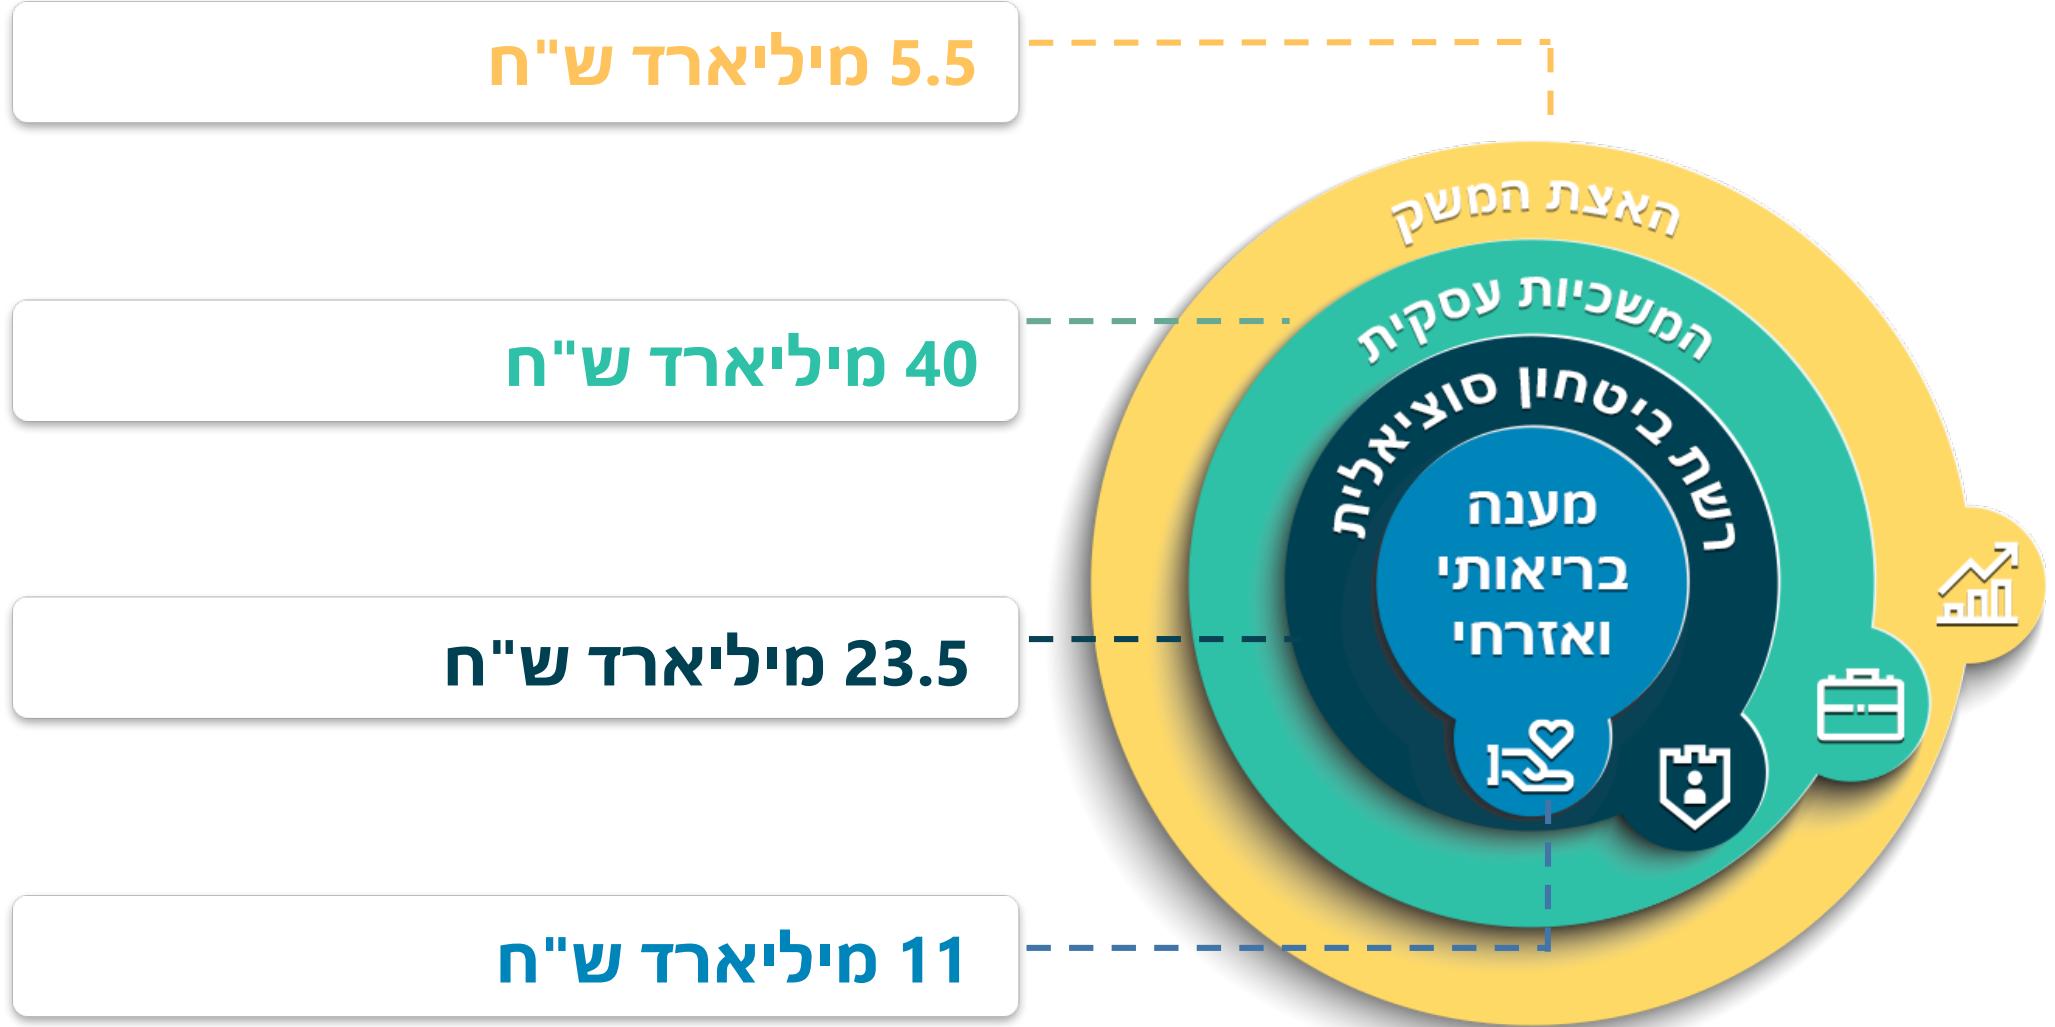 5.5 מיליארד ש"ח
האצת המשק
המשכיות עסקית
40 מיליארד ש"ח
רשת ביטחון סוציאלית
מענה
בריאותי
ואזרחי
23.5 מיליארד ש"ח
11 מיליארד ש"ח